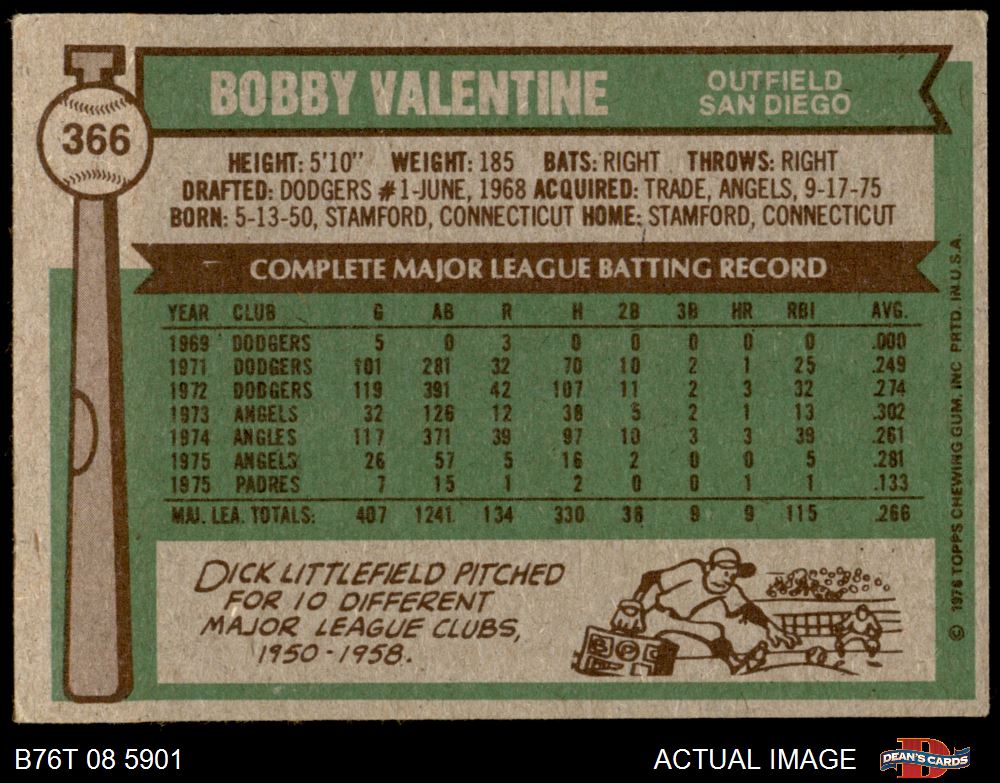 366
BOBBY VALENTINE
OUTFIELD
SAN DIEGO
HEIGHT: 5'10" WEIGHT: 185 BATS: RIGHT THROWS: RIGHT
DRAFTED: DODGERS #1-JUNE, 1968 ACQUIRED: TRADE, ANGELS, 9-17-75
BORN: 5-13-50, STAMFORD, CONNECTICUT HOME: STAMFORD, CONNECTICUT
COMPLETE MAJOR LEAGUE BATTING RECORD
YEAR CLUB G AB R H 2B 3B HR RBI AVG.
1969 DODGERS 5 0 3 0 0 0 0 0 .000
1971 DODGERS 101 281 32 70 10 2 1 25 .249
1972 DODGERS 119 391 42 107 11 2 3 32 .274
1973 ANGELS 32 126 12 38 5 2 1 13 .302
1974 ANGLES 117 371 39 97 10 3 3 39 .261
1975 ANGELS 26 57 5 16 2 0 0 5 .281
1975 PADRES 7 15 1 2 0 0 1 1 .133
MAJ. LEA. TOTALS: 407 1241 134 330 38 9 9 115 .266
DICK LITTLEFIELD PITCHED
FOR 10 DIFFERENT
MAJOR LEAGUE CLUBS,
1950-1958.
© 1976 TOPPS CHEWING GUM, INC PRTD. IN U.S.A.
B76T 08 5901
ACTUAL IMAGE
DEAN'S CARDS